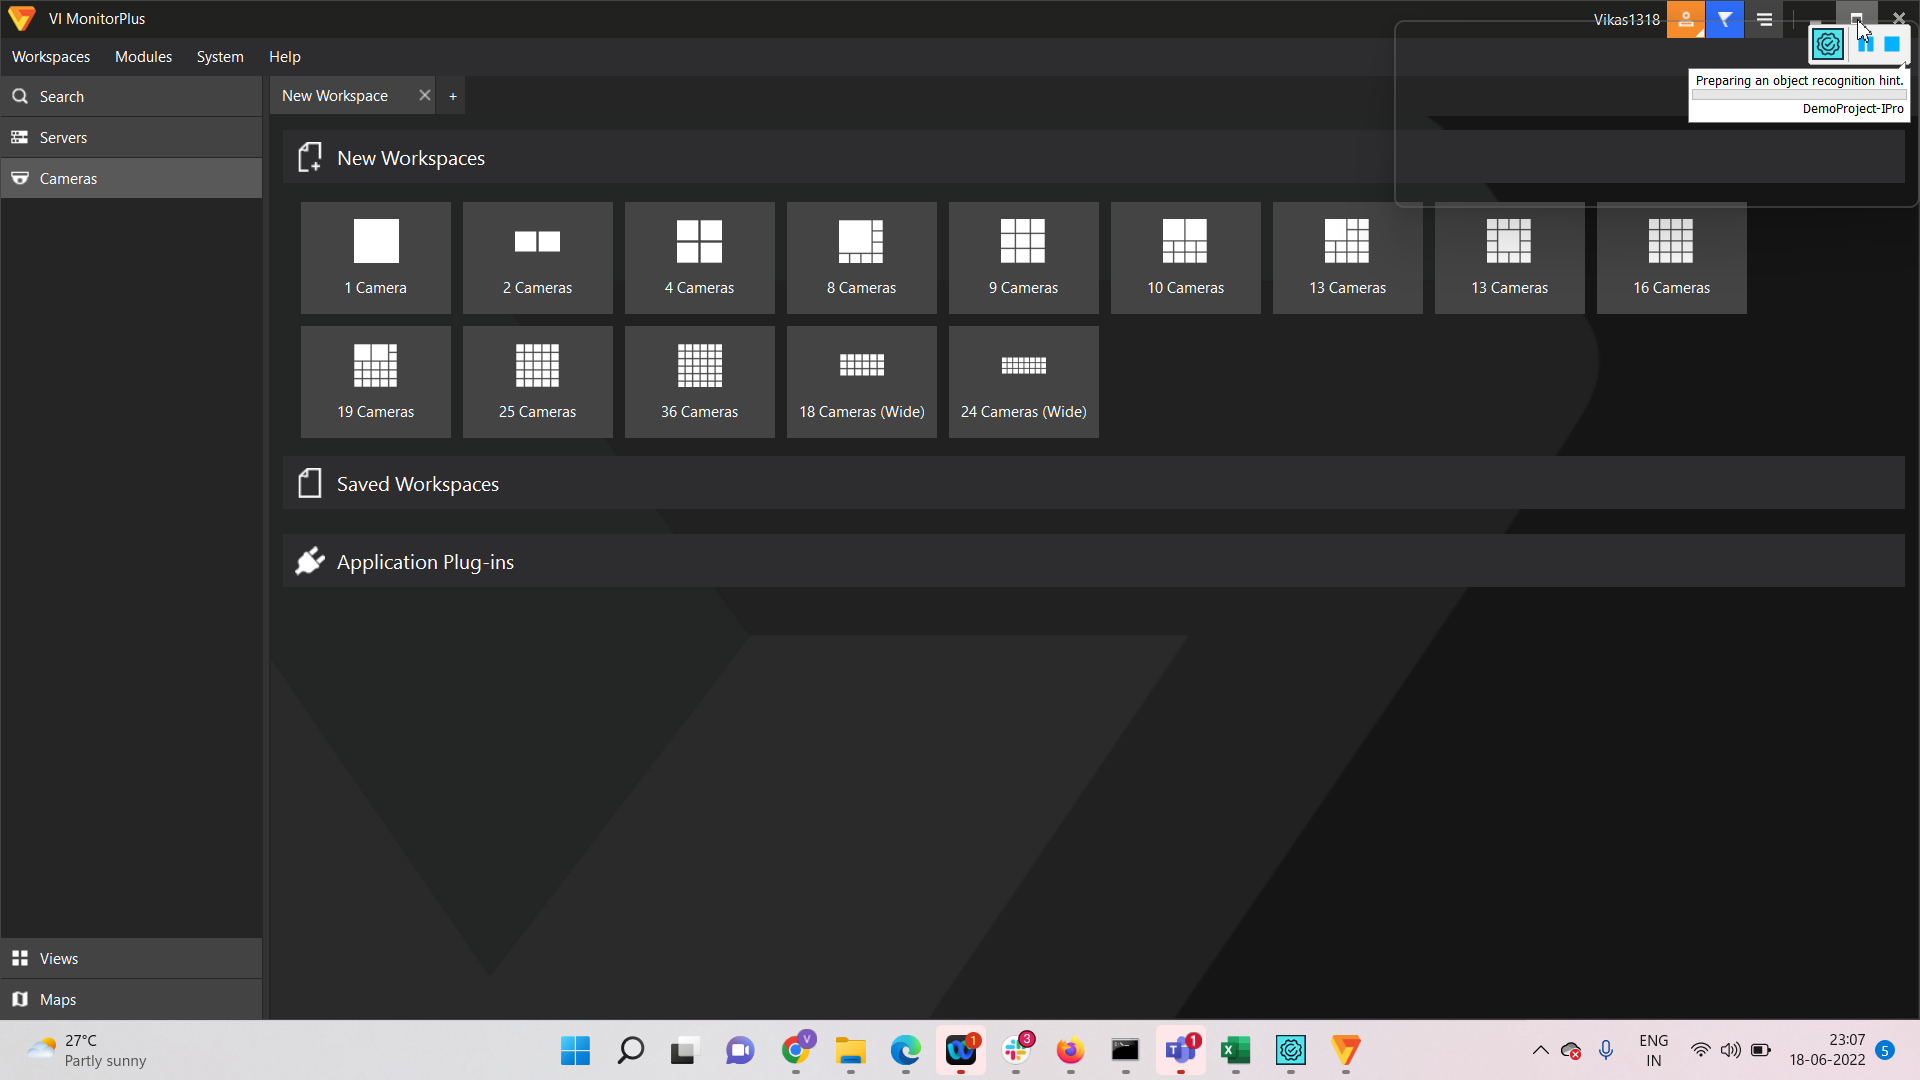 VI MonitorPlus
Vikas1318
Workspaces Modules System Help
Preparing an object recognition hint.
DemoProject-IPro
Search
New Workspace +
Servers
Cameras
New Workspaces
1 Camera
2 Cameras
4 Cameras
8 Cameras
9 Cameras
10 Cameras
13 Cameras
13 Cameras
16 Cameras
19 Cameras
25 Cameras
36 Cameras
18 Cameras (Wide)
24 Cameras (Wide)
Saved Workspaces
Application Plug-ins
Views
Maps
27°C
Partly sunny
V
1
3
1
ENG
IN
23:07
18-06-2022
5